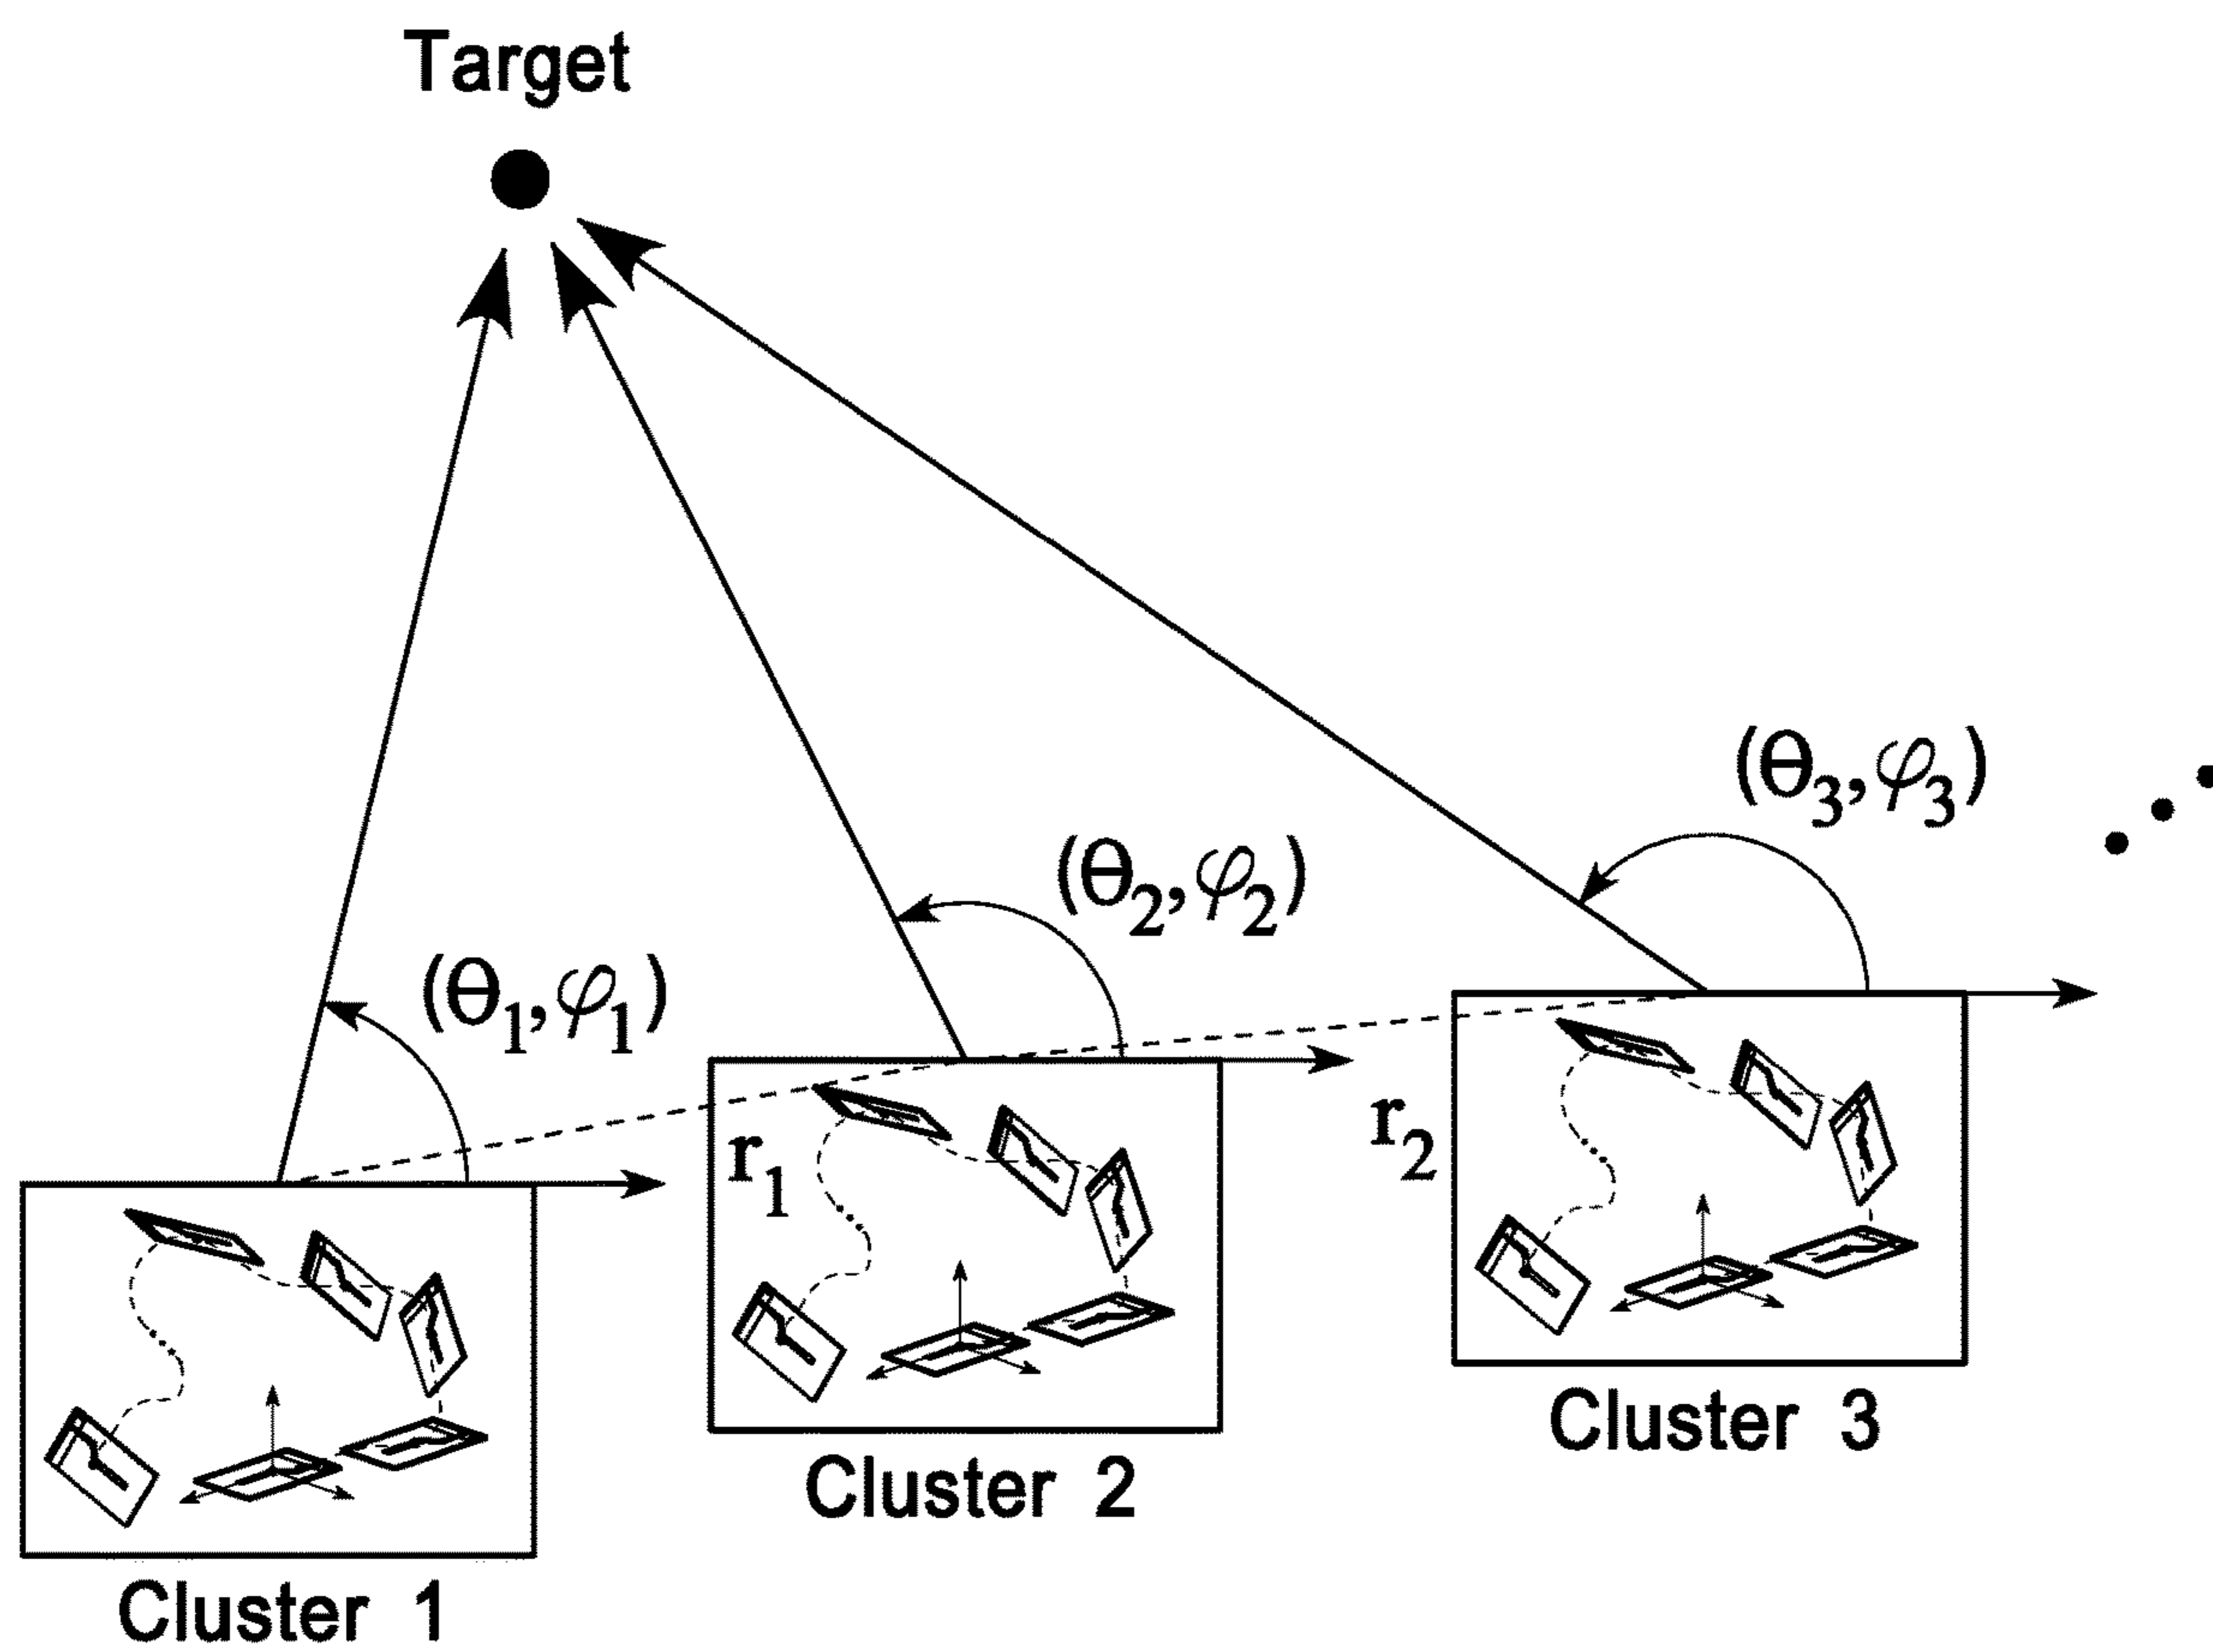 Target
(θ₃,φ₃)
(θ₂,φ₂)
(θ₁,φ₁)
r₁
r₂
Cluster 3
Cluster 2
Cluster 1